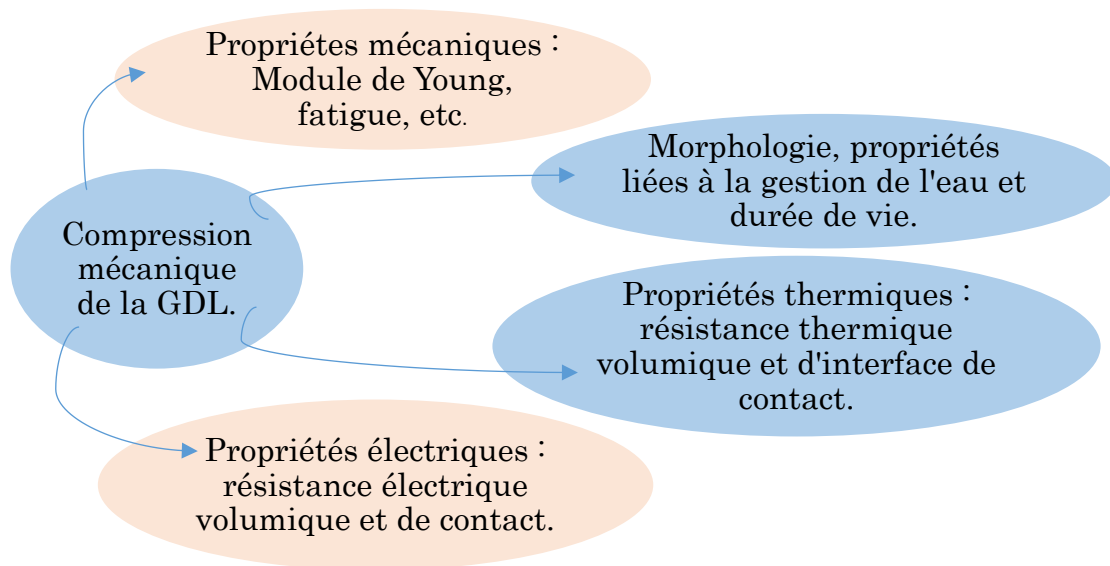 Propriétes mécaniques :
Module de Young,
fatigue, etc.
Morphologie, propriétés
liées à la gestion de l'eau et
durée de vie.
Compression
mécanique
de la GDL.
Propriétés thermiques :
résistance thermique
volumique et d'interface de
contact.
Propriétés électriques :
résistance électrique
volumique et de contact.